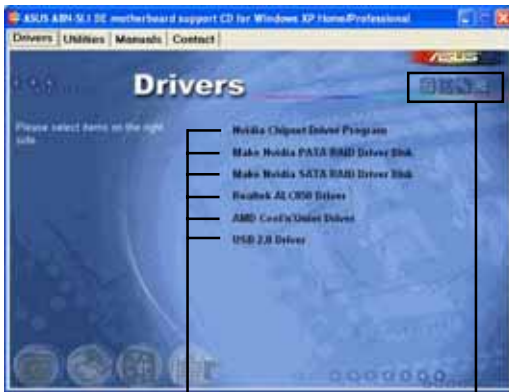 ASUS A8N-SLI DE motherboard support CD for Windows XP Home/Professional
Drivers Utilities Manuals Contact
ASUS
Drivers
Please select items on the right
side
Nvidia Chipset Driver Program
Make Nvidia PATA RAID Driver Disk
Make Nvidia SATA RAID Driver Disk
Realtek ALC850 Driver
AMD Cool'n'Quiet Driver
USB 2.0 Driver